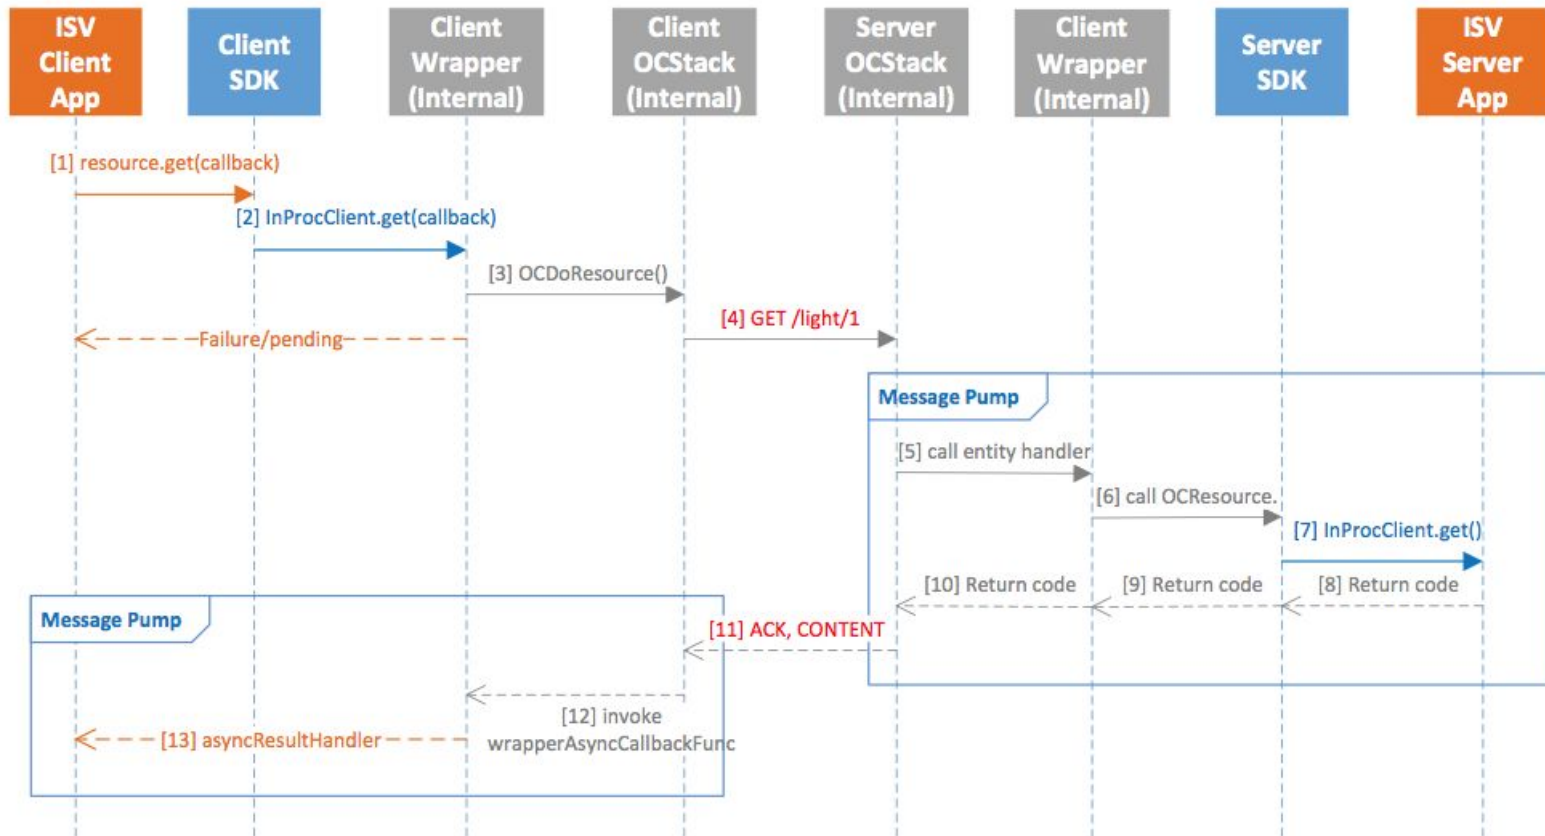 ISV
Client
App
Client
SDK
Client
Wrapper
(Internal)
Client
OCStack
(Internal)
Server
OCStack
(Internal)
Client
Wrapper
(Internal)
Server
SDK
ISV
Server
App
[1] resource.get(callback)
[2] InProcClient.get(callback)
[3] OCDoResource()
[4] GET /light/1
Failure/pending
Message Pump
[5] call entity handler
[6] call OCResource.
[7] InProcClient.get()
[10] Return code
[9] Return code
[8] Return code
Message Pump
[11] ACK, CONTENT
[12] invoke
wrapperAsyncCallbackFunc
[13] asyncResultHandler